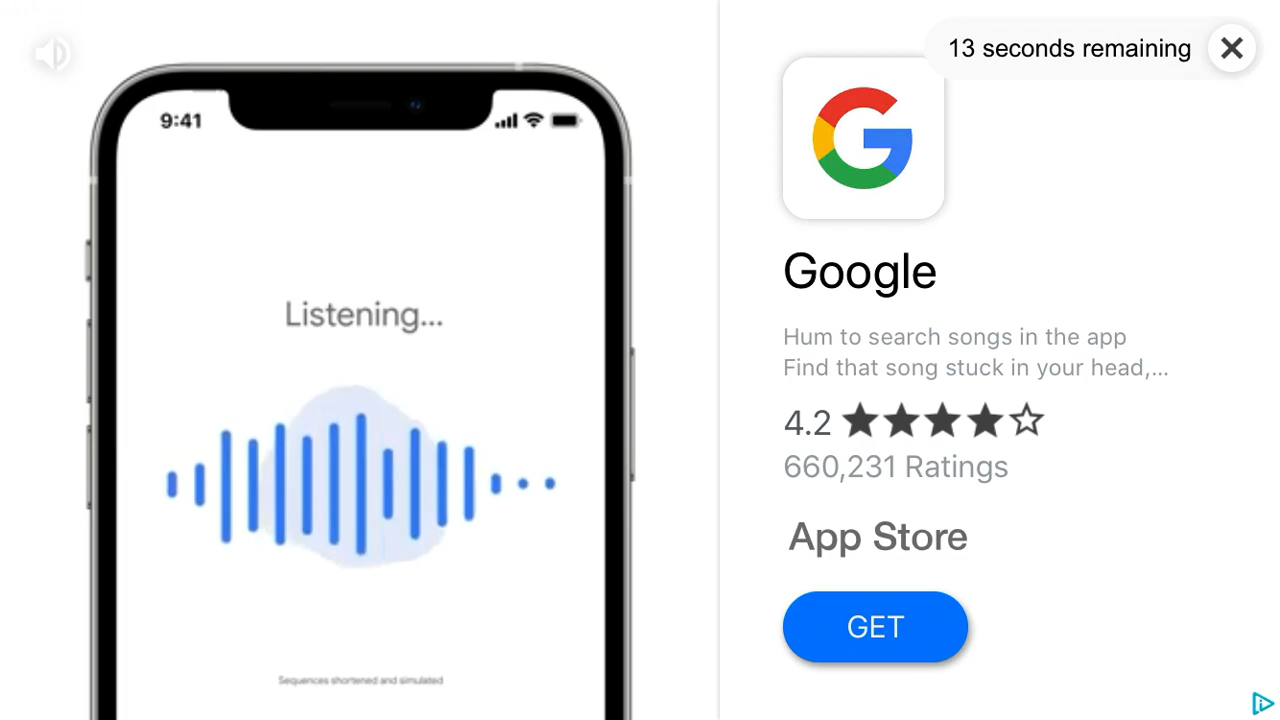 13 seconds remaining
9:41
Listening...
Sequences shortened and simulated
Google
Hum to search songs in the app
Find that song stuck in your head,...
4.2
660,231 Ratings
App Store
GET